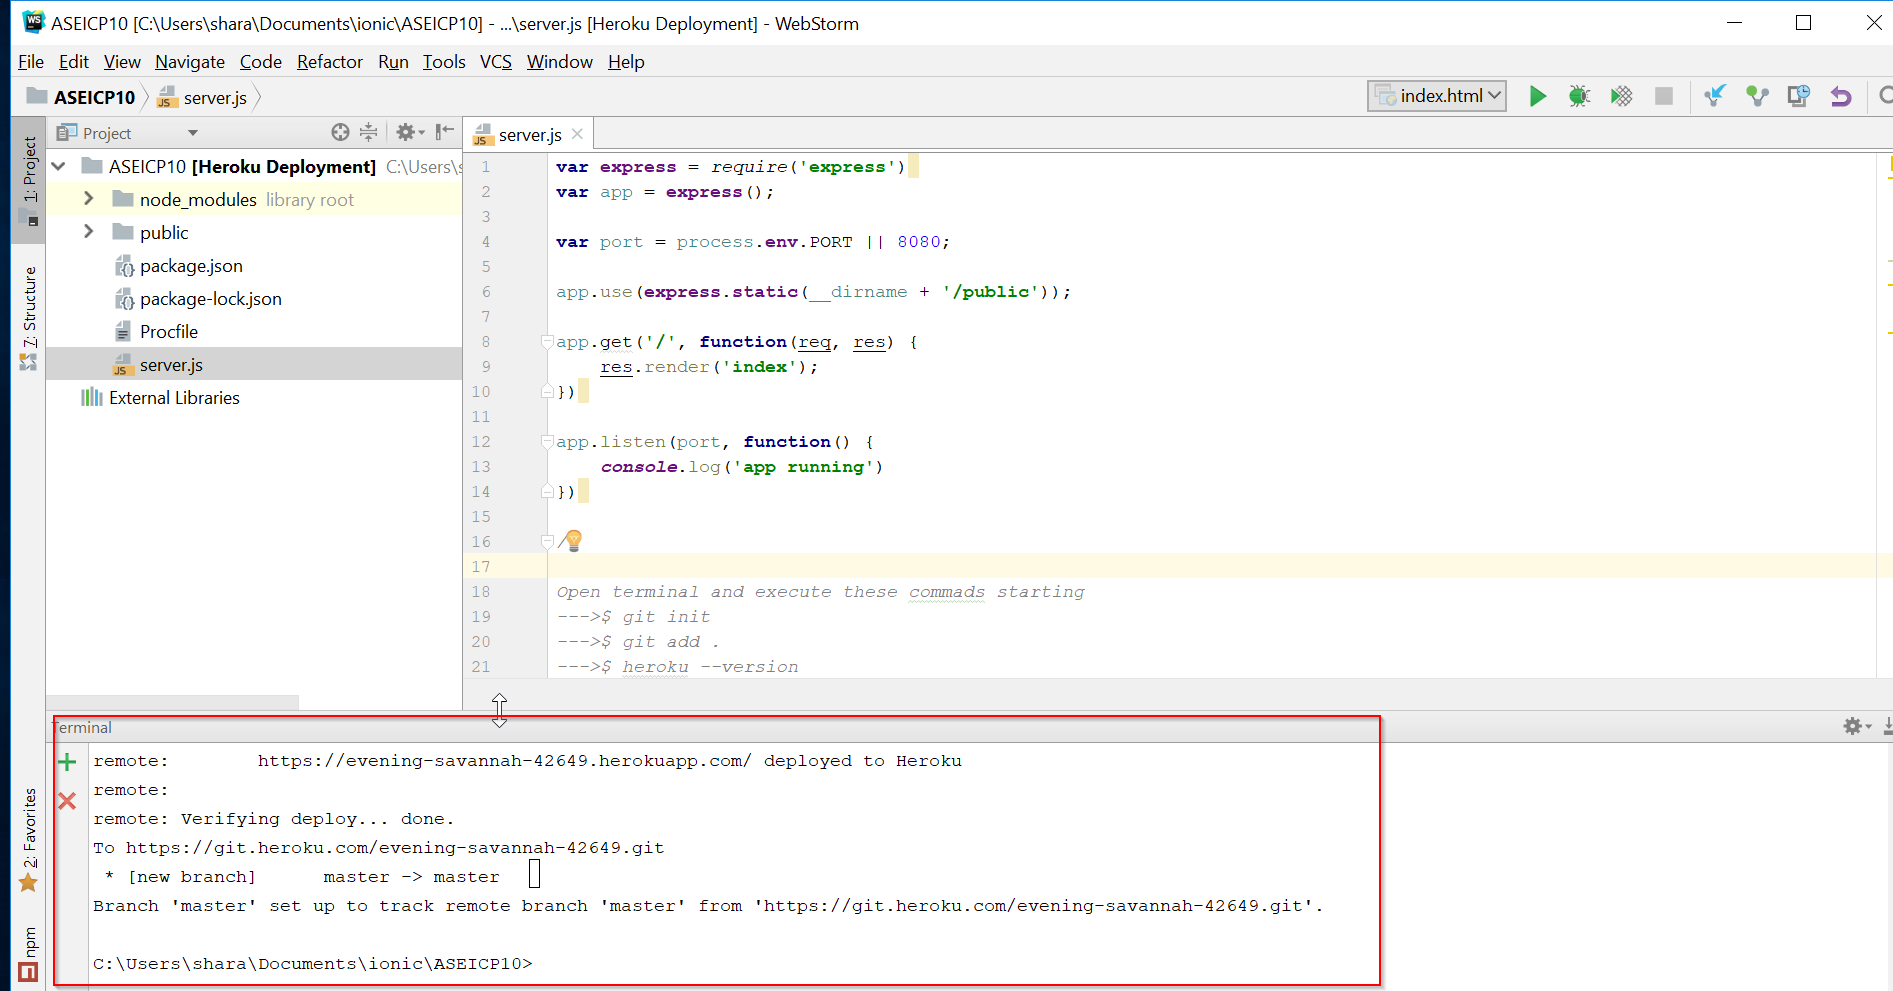 ASEICP10 [C:\Users\shara\Documents\ionic\ASEICP10] - ...\server.js [Heroku Deployment] - WebStorm
File Edit View Navigate Code Refactor Run Tools VCS Window Help
ASEICP10 server.js index.html
1: Project
7: Structure
2: Favorites
npm
Project
ASEICP10 [Heroku Deployment] C:\Users\s
node_modules library root
public
package.json
package-lock.json
Procfile
server.js
External Libraries
server.js
1 var express = require('express')
2 var app = express();
3
4 var port = process.env.PORT || 8080;
5
6 app.use(express.static(__dirname + '/public'));
7
8 app.get('/', function(req, res) {
9 res.render('index');
10 })
11
12 app.listen(port, function() {
13 console.log('app running')
14 })
15
16 /
17
18 Open terminal and execute these commads starting
19 --->$ git init
20 --->$ git add .
21 --->$ heroku --version
Terminal
remote: https://evening-savannah-42649.herokuapp.com/ deployed to Heroku
remote:
remote: Verifying deploy... done.
To https://git.heroku.com/evening-savannah-42649.git
* [new branch] master -> master
Branch 'master' set up to track remote branch 'master' from 'https://git.heroku.com/evening-savannah-42649.git'.
C:\Users\shara\Documents\ionic\ASEICP10>